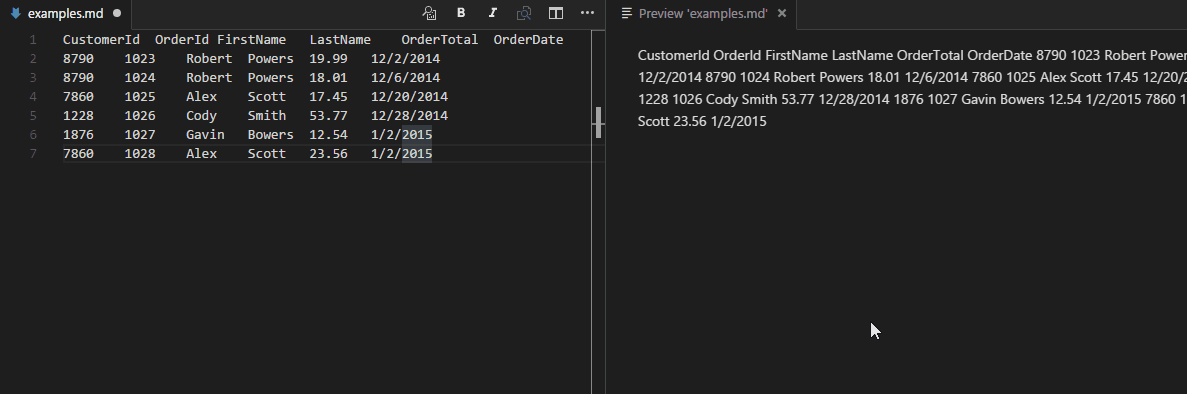 examples.md
B I
1 CustomerId OrderId FirstName LastName OrderTotal OrderDate
2 8790 1023 Robert Powers 19.99 12/2/2014
3 8790 1024 Robert Powers 18.01 12/6/2014
4 7860 1025 Alex Scott 17.45 12/20/2014
5 1228 1026 Cody Smith 53.77 12/28/2014
6 1876 1027 Gavin Bowers 12.54 1/2/2015
7 7860 1028 Alex Scott 23.56 1/2/2015
Preview 'examples.md'
CustomerId OrderId FirstName LastName OrderTotal OrderDate 8790 1023 Robert Power
12/2/2014 8790 1024 Robert Powers 18.01 12/6/2014 7860 1025 Alex Scott 17.45 12/20/2
1228 1026 Cody Smith 53.77 12/28/2014 1876 1027 Gavin Bowers 12.54 1/2/2015 7860 1
Scott 23.56 1/2/2015